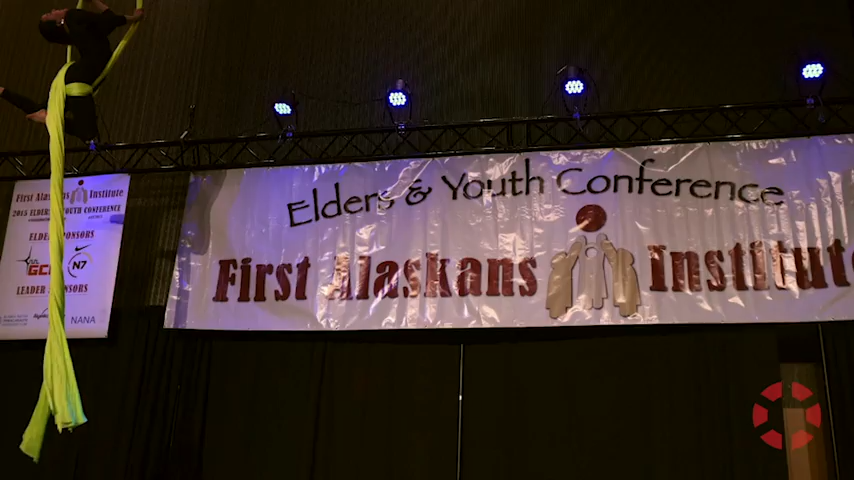 Elders & Youth Conference
First Alaskans Institute
First Alaskans Institute
2015 ELDERS & YOUTH CONFERENCE
ELDER SPONSORS
GCI
N7
LEADER SPONSORS
NANA